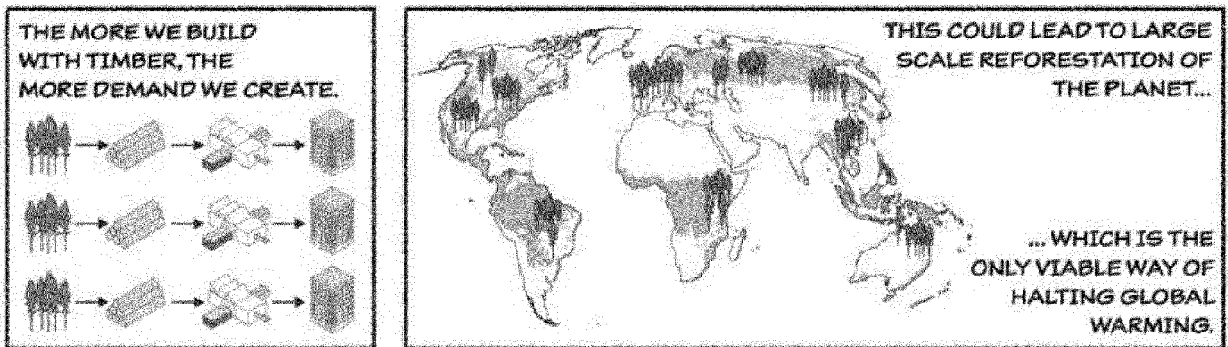 THE MORE WE BUILD
WITH TIMBER, THE
MORE DEMAND WE CREATE.
THIS COULD LEAD TO LARGE
SCALE REFORESTATION OF
THE PLANET...
... WHICH IS THE
ONLY VIABLE WAY OF
HALTING GLOBAL
WARMING.